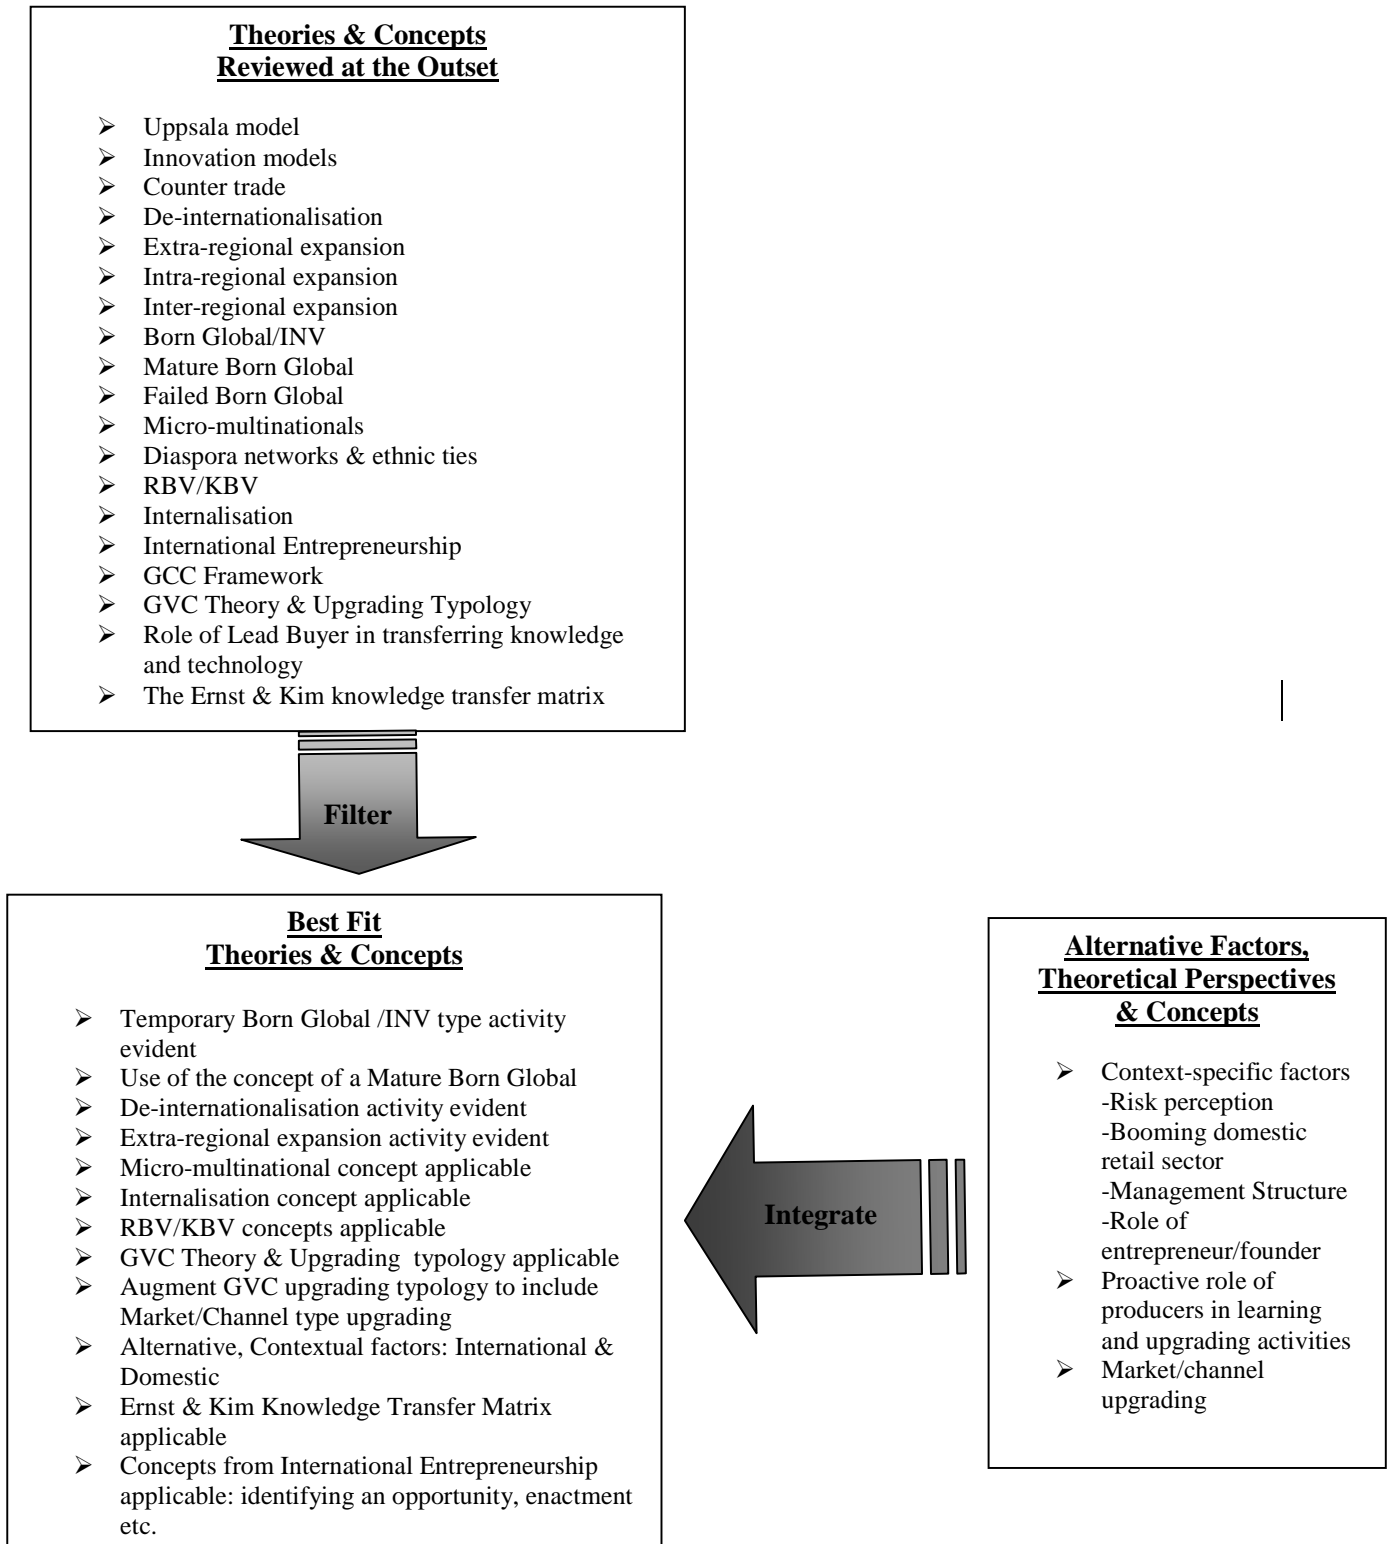 Theories & Concepts
Reviewed at the Outset
➢ Uppsala model
➢ Innovation models
➢ Counter trade
➢ De-internationalisation
➢ Extra-regional expansion
➢ Intra-regional expansion
➢ Inter-regional expansion
➢ Born Global/INV
➢ Mature Born Global
➢ Failed Born Global
➢ Micro-multinationals
➢ Diaspora networks & ethnic ties
➢ RBV/KBV
➢ Internalisation
➢ International Entrepreneurship
➢ GCC Framework
➢ GVC Theory & Upgrading Typology
➢ Role of Lead Buyer in transferring knowledge
and technology
➢ The Ernst & Kim knowledge transfer matrix
Filter
Best Fit
Theories & Concepts
➢ Temporary Born Global /INV type activity
evident
➢ Use of the concept of a Mature Born Global
➢ De-internationalisation activity evident
➢ Extra-regional expansion activity evident
➢ Micro-multinational concept applicable
➢ Internalisation concept applicable
➢ RBV/KBV concepts applicable
➢ GVC Theory & Upgrading typology applicable
➢ Augment GVC upgrading typology to include
Market/Channel type upgrading
➢ Alternative, Contextual factors: International &
Domestic
➢ Ernst & Kim Knowledge Transfer Matrix
applicable
➢ Concepts from International Entrepreneurship
applicable: identifying an opportunity, enactment
etc.
Integrate
Alternative Factors,
Theoretical Perspectives
& Concepts
➢ Context-specific factors
-Risk perception
-Booming domestic
retail sector
-Management Structure
-Role of
entrepreneur/founder
➢ Proactive role of
producers in learning
and upgrading activities
➢ Market/channel
upgrading